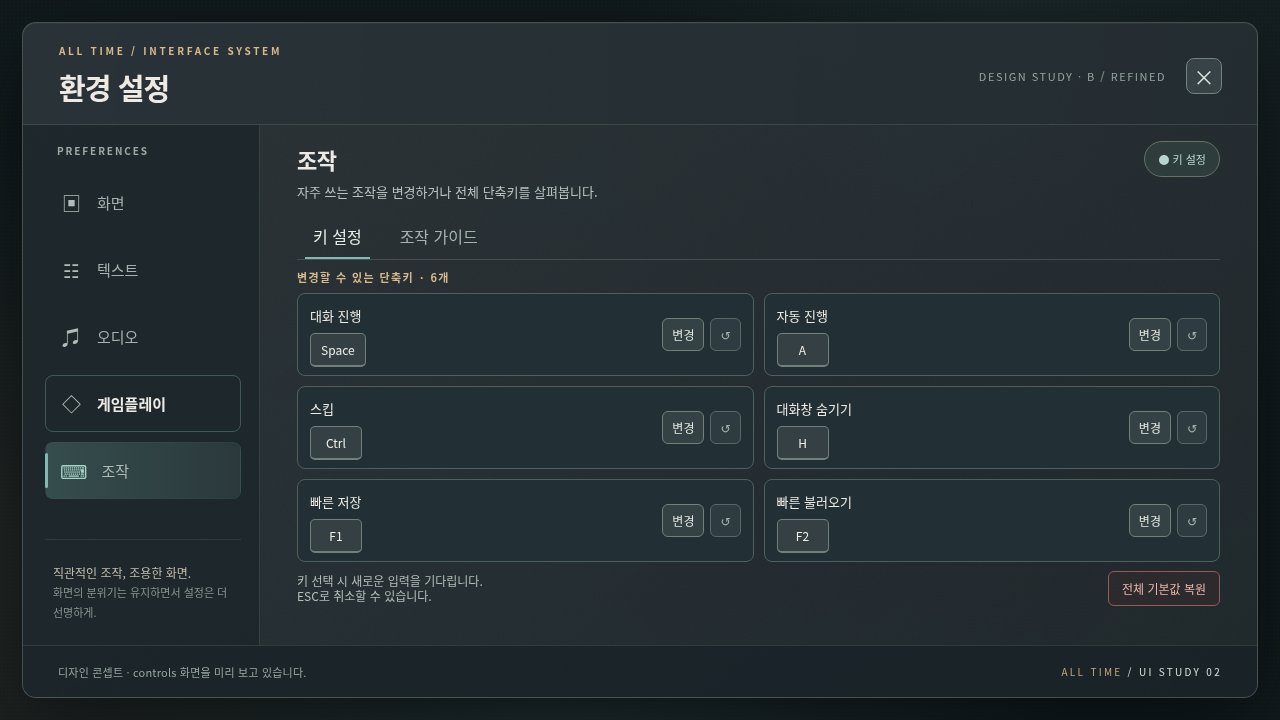 ALL TIME / INTERFACE SYSTEM
환경 설정
DESIGN STUDY · B / REFINED
PREFERENCES
화면
텍스트
오디오
게임플레이
조작
직관적인 조작, 조용한 화면.
화면의 분위기는 유지하면서 설정은 더
선명하게.
조작
키 설정
자주 쓰는 조작을 변경하거나 전체 단축키를 살펴봅니다.
키 설정
조작 가이드
변경할 수 있는 단축키 · 6개
대화 진행
Space
변경
↺
자동 진행
A
변경
↺
스킵
Ctrl
변경
↺
대화창 숨기기
H
변경
↺
빠른 저장
F1
변경
↺
빠른 불러오기
F2
변경
↺
키 선택 시 새로운 입력을 기다립니다.
ESC로 취소할 수 있습니다.
전체 기본값 복원
디자인 콘셉트 · controls 화면을 미리 보고 있습니다.
ALL TIME / UI STUDY 02